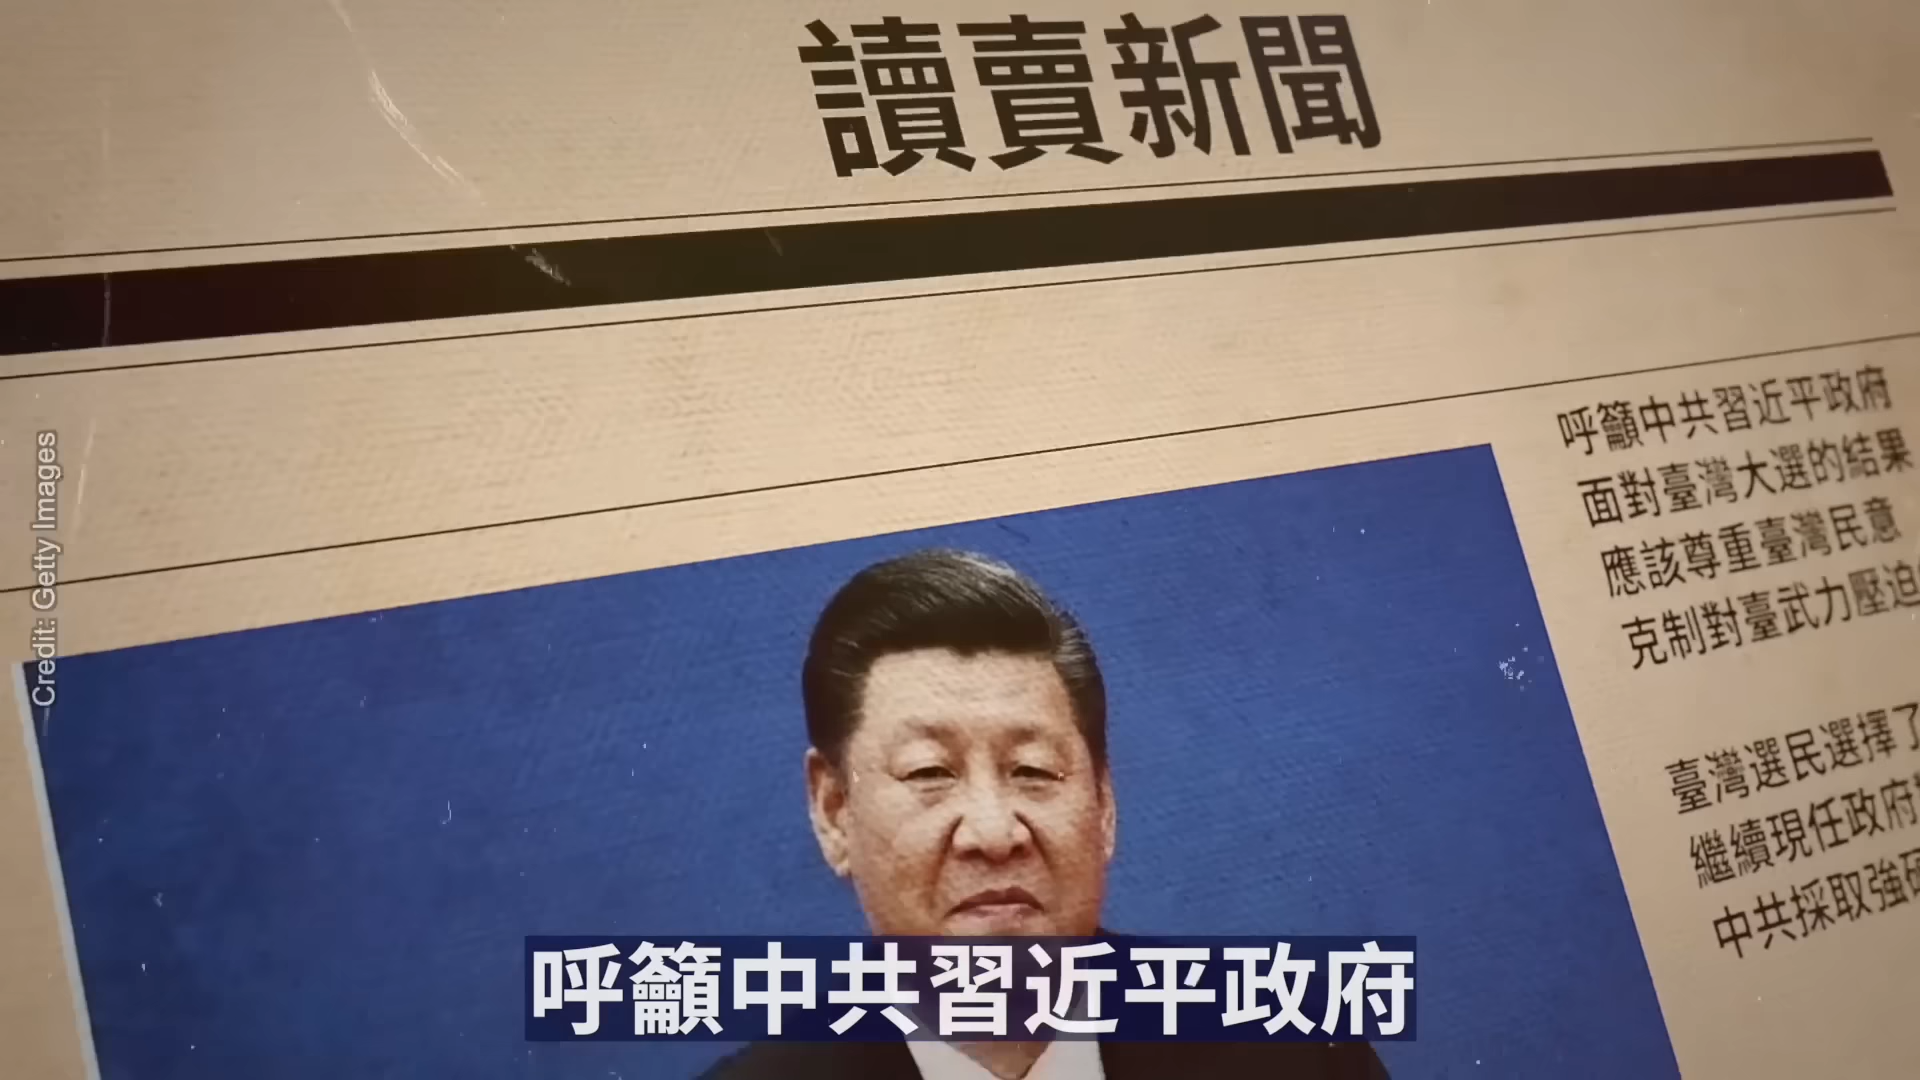 讀賣新聞
Credit: Getty Images
呼籲中共習近平政府
面對臺灣大選的結果
應該尊重臺灣民意
克制對臺武力壓迫
臺灣選民選擇了
繼續現任政府
中共採取強硬
呼籲中共習近平政府